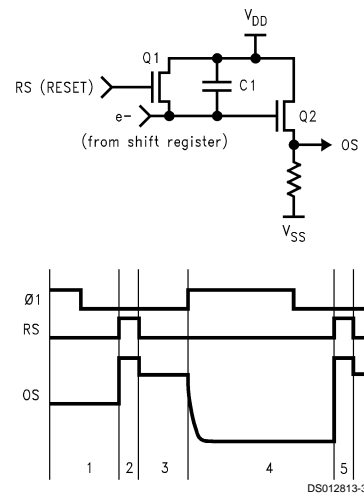 V_DD
Q1
RS (RESET)
C1
e-
Q2
(from shift register)
OS
V_SS
Ø1
RS
OS
1 2 3 4 5
DS012813-3